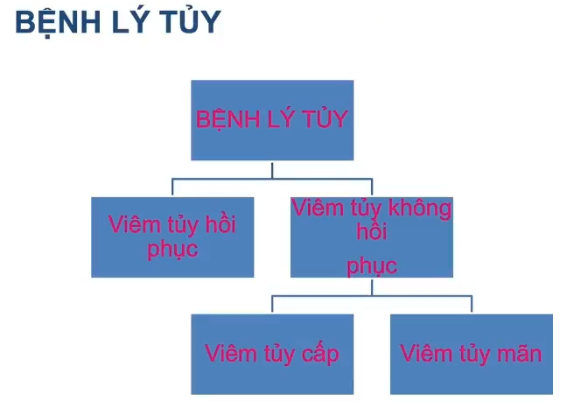 BỆNH LÝ TỦY
BỆNH LÝ TỦY
Viêm tủy hồi
phục
Viêm tủy không
hồi
phục
Viêm tủy cấp
Viêm tủy mãn